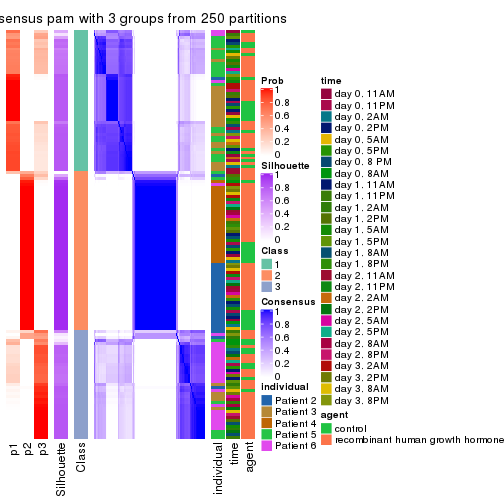 sensus pam with 3 groups from 250 partitions
p1
p2
p3
Silhouette
Class
individual
time
agent
Prob
1
0.8
0.6
0.4
0.2
0
Silhouette
1
0.8
0.6
0.4
0.2
0
Class
1
2
3
Consensus
1
0.8
0.6
0.4
0.2
0
individual
Patient 2
Patient 3
Patient 4
Patient 5
Patient 6
time
day 0. 11AM
day 0. 11PM
day 0. 2AM
day 0. 2PM
day 0. 5AM
day 0. 5PM
day 0. 8 PM
day 0. 8AM
day 1. 11AM
day 1. 11PM
day 1. 2AM
day 1. 2PM
day 1. 5AM
day 1. 5PM
day 1. 8AM
day 1. 8PM
day 2. 11AM
day 2. 11PM
day 2. 2AM
day 2. 2PM
day 2. 5AM
day 2. 5PM
day 2. 8AM
day 2. 8PM
day 3. 2AM
day 3. 2PM
day 3. 8AM
day 3. 8PM
agent
control
recombinant human growth hormone